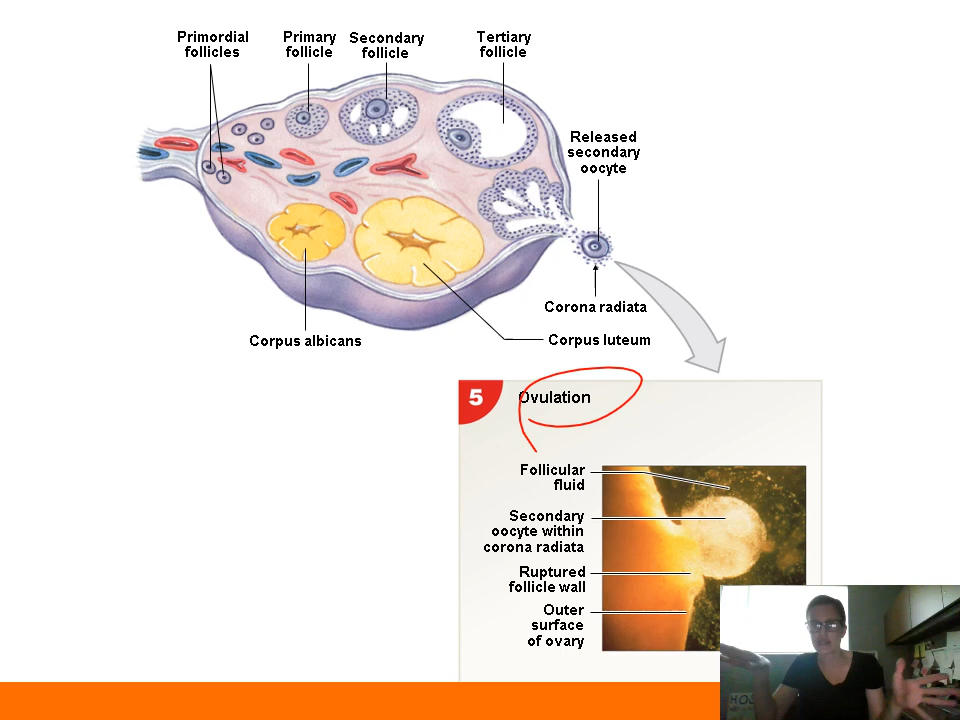 Primordial
follicles
Primary
follicle
Secondary
follicle
Tertiary
follicle
Released
secondary
oocyte
Corona radiata
Corpus albicans
Corpus luteum
5
Ovulation
Follicular
fluid
Secondary
oocyte within
corona radiata
Ruptured
follicle wall
Outer
surface
of ovary